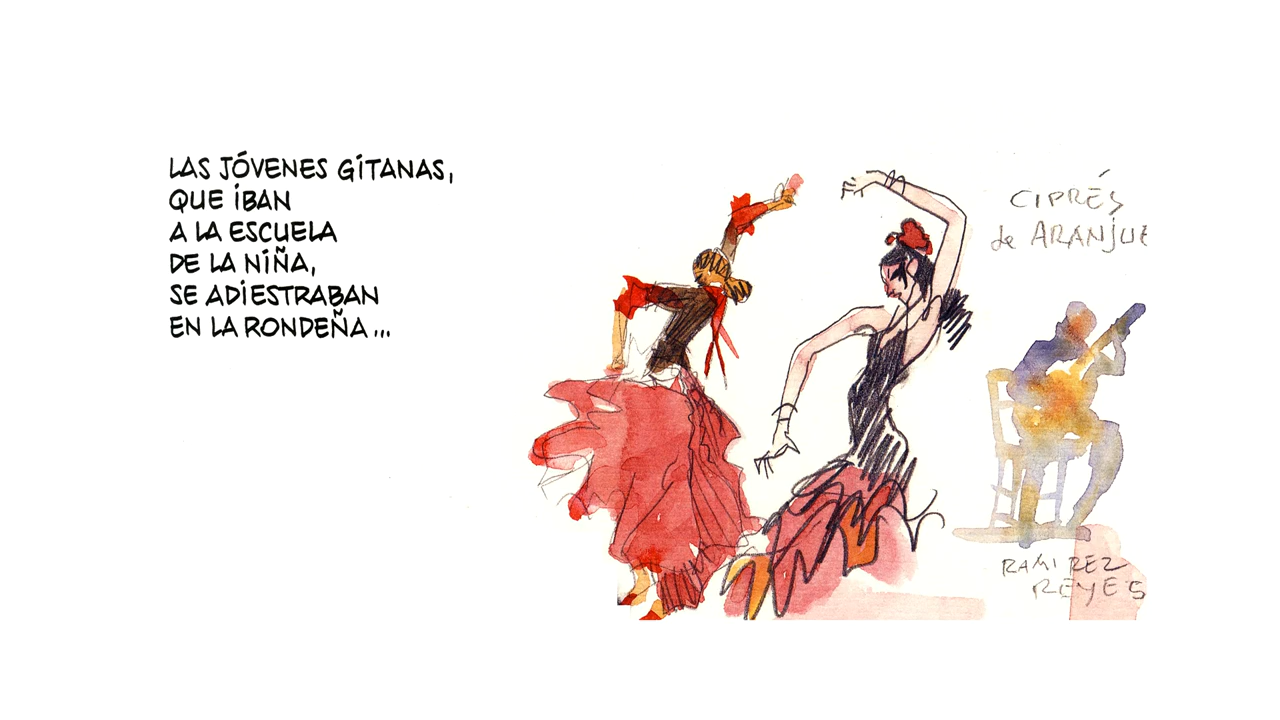 LAS JÓVENES GITANAS,
QUE IBAN
A LA ESCUELA
DE LA NIÑA,
SE ADIESTRABAN
EN LA RONDEÑA...
CIPRÉS
de ARANJUE
RAMIREZ
REYES